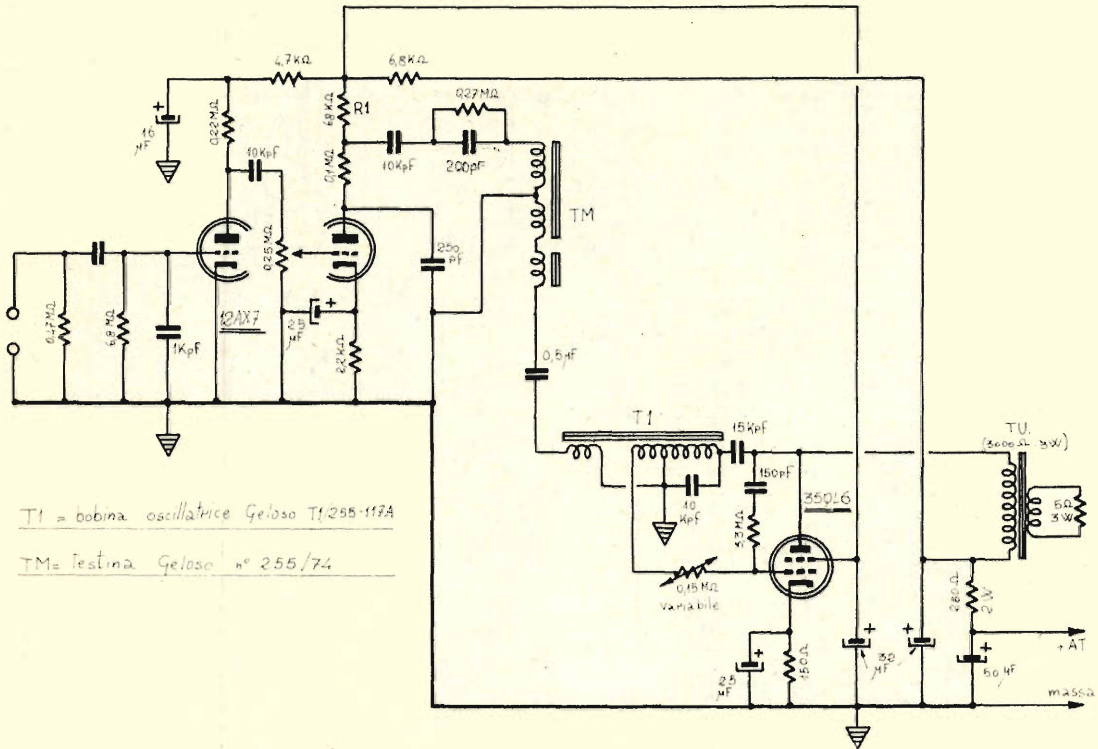 4,7KΩ
6,8KΩ
0,27MΩ
68KΩ
R1
16 µF
+
0,22MΩ
10Kpf
0,1MΩ
10Kpf
200pF
TM
0,25MΩ
250 pf
12AX7
25 µF
+
0,47MΩ
6,8MΩ
1Kpf
2,2KΩ
0,5µF
T1
15Kpf
TU.
(3000Ω 3W)
150pF
10 Kpf
35QL6
5Ω 3W
T1 = bobina oscillatrice Geloso T1/255-117A
TM= Testina Geloso n° 255/74
0,15MΩ
variabile
280Ω 2W
+
+
+
+
+AT
25 µF
150Ω
32 µF
50µF
massa